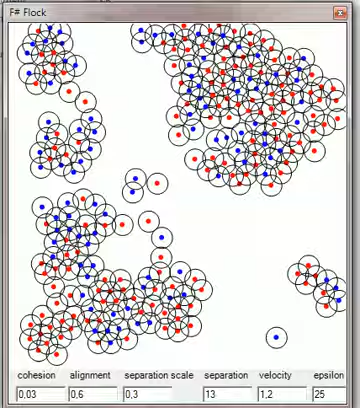 F# Flock
cohesion alignment separation scale separation velocity epsilon
0,03 0,6 0,3 13 1,2 25